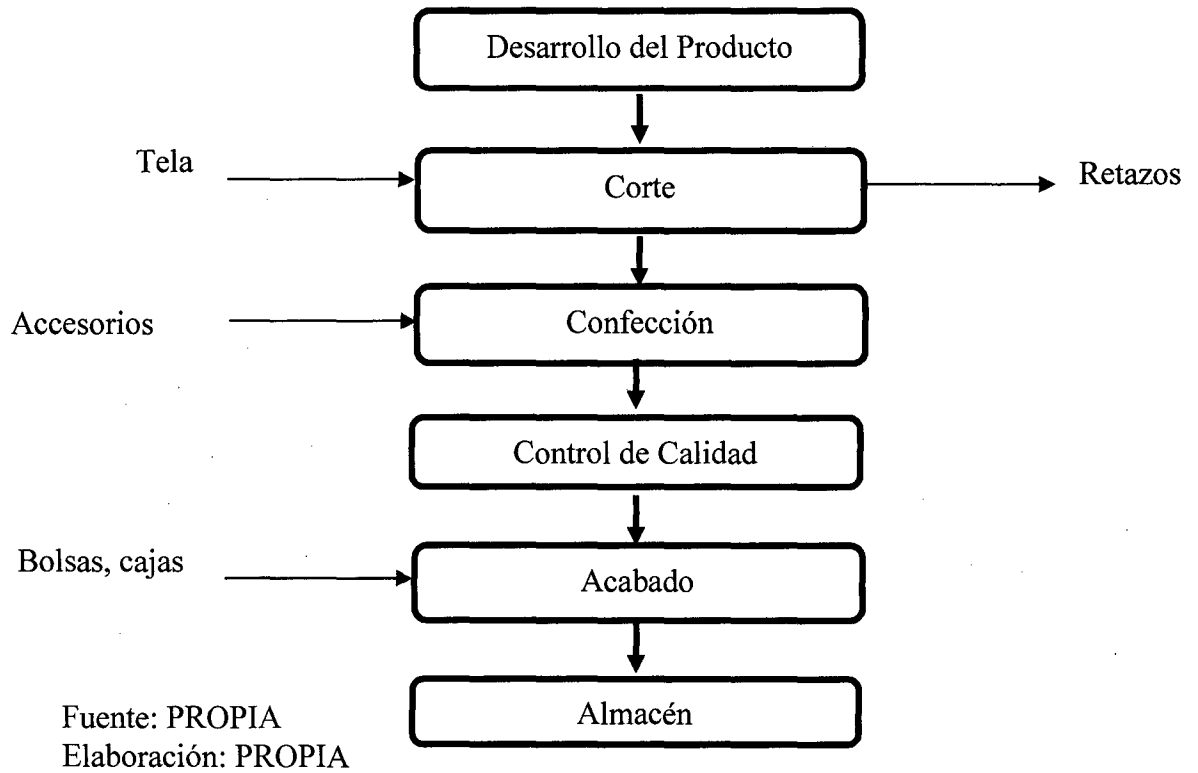 Desarrollo del Producto
Tela
Corte
Retazos
Accesorios
Confección
Control de Calidad
Bolsas, cajas
Acabado
Almacén
Fuente: PROPIA
Elaboración: PROPIA